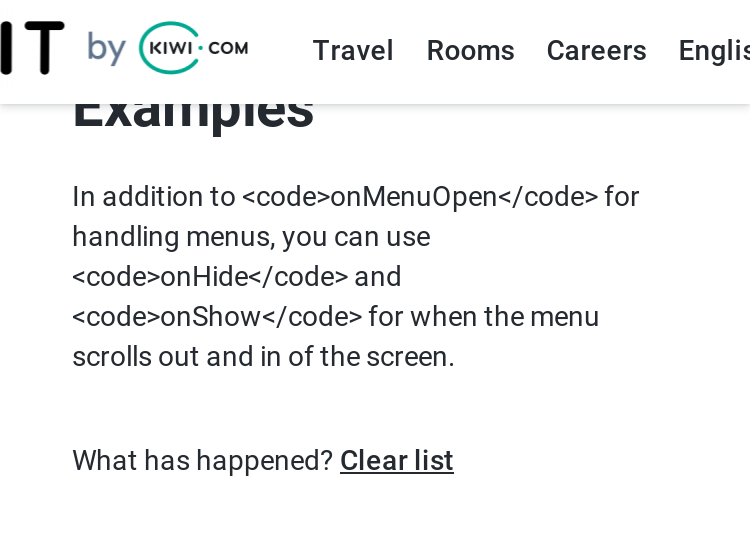 IT by KIWI.COM Travel Rooms Careers
Examples
In addition to <code>onMenuOpen</code> for
handling menus, you can use
<code>onHide</code> and
<code>onShow</code> for when the menu
scrolls out and in of the screen.
What has happened? Clear list